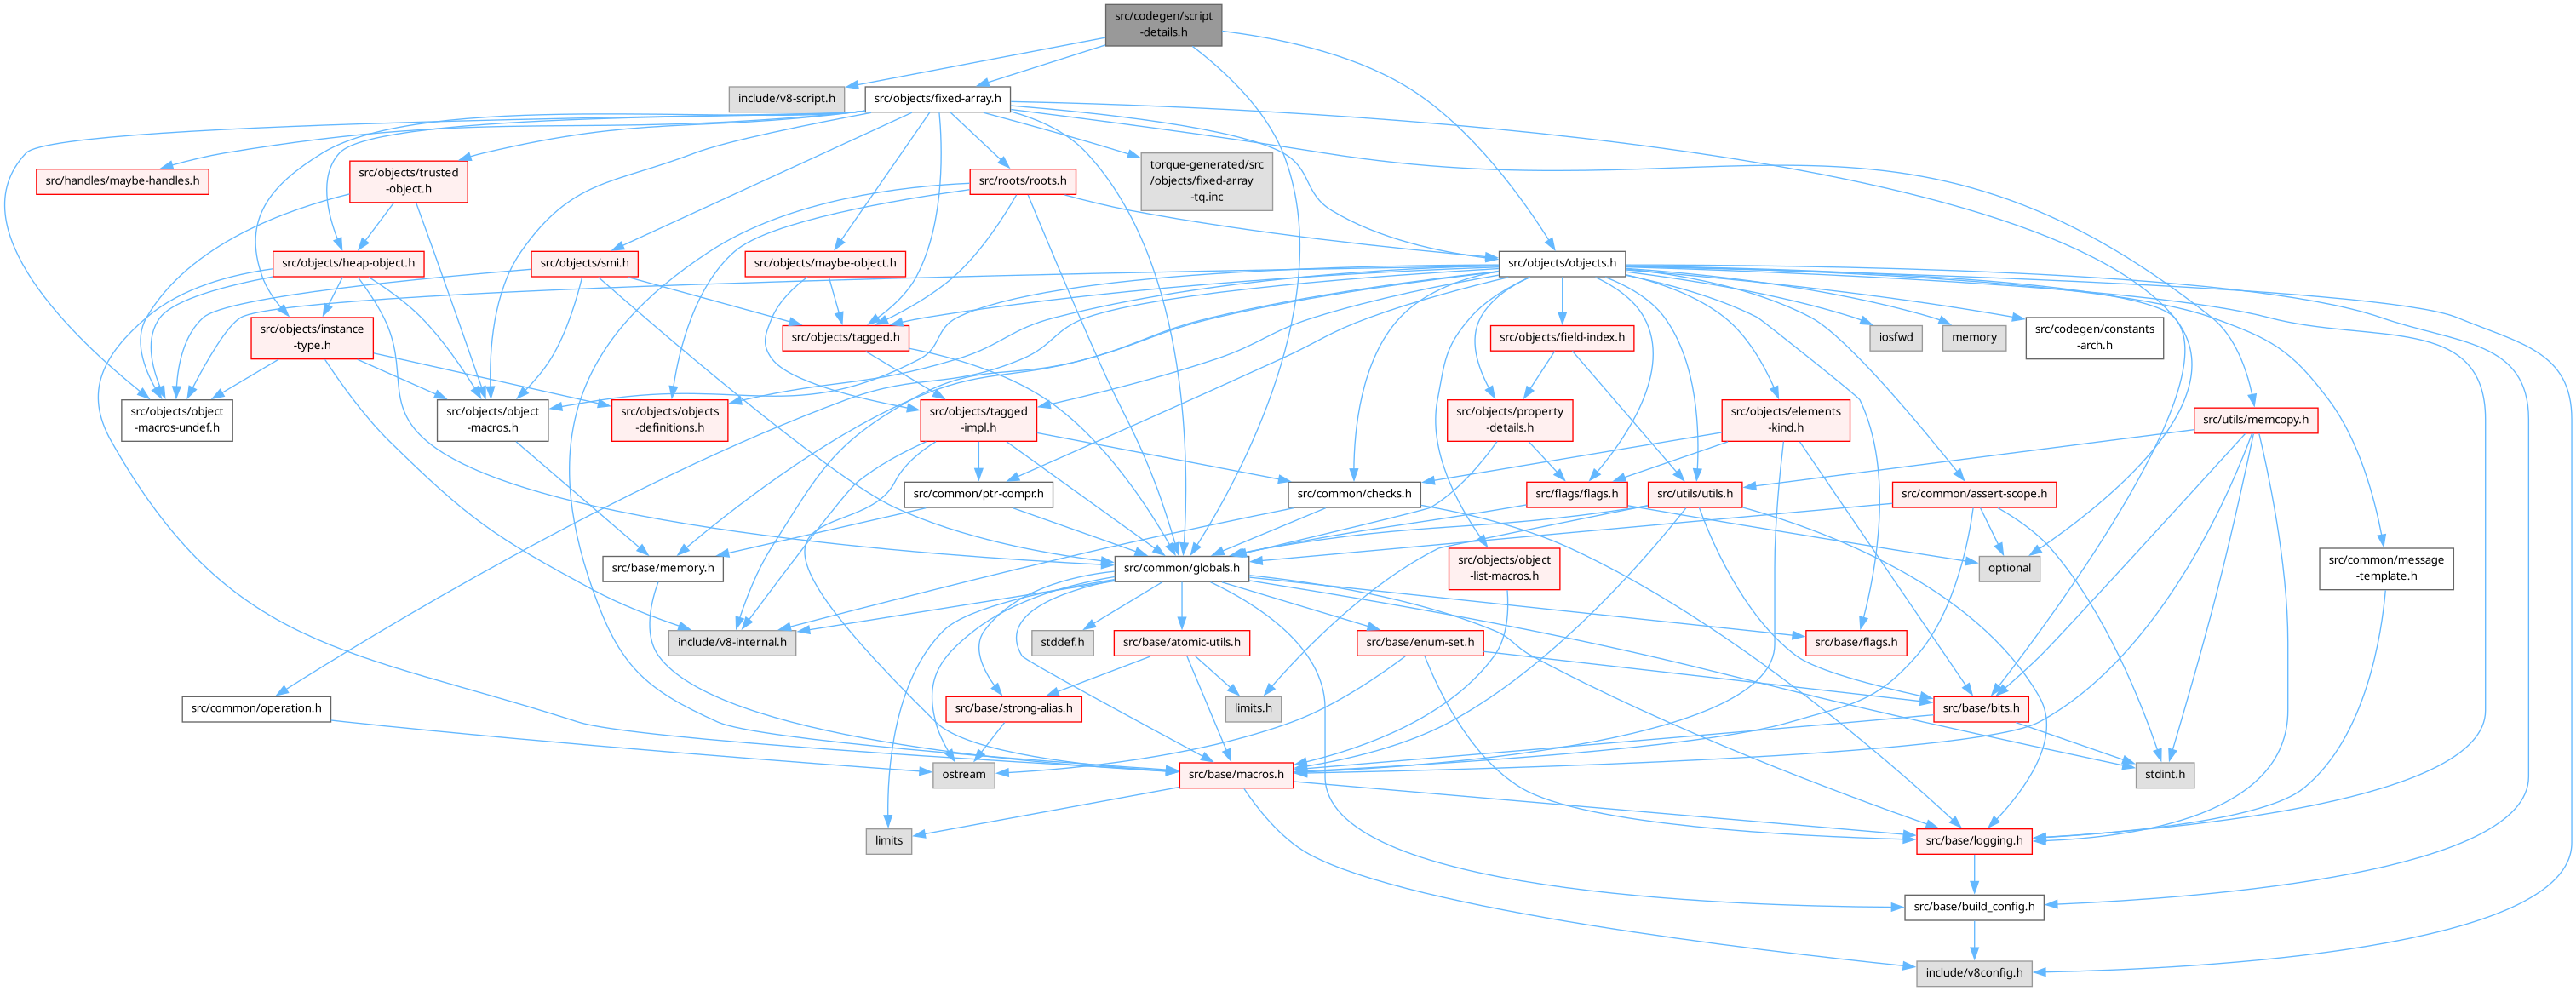 src/codegen/script
-details.h
include/v8-script.h
src/objects/fixed-array.h
src/handles/maybe-handles.h
src/objects/trusted
-object.h
src/roots/roots.h
torque-generated/src
/objects/fixed-array
-tq.inc
src/objects/heap-object.h
src/objects/smi.h
src/objects/maybe-object.h
src/objects/objects.h
src/objects/instance
-type.h
src/objects/tagged.h
src/objects/field-index.h
iosfwd
memory
src/codegen/constants
-arch.h
src/objects/object
-macros-undef.h
src/objects/object
-macros.h
src/objects/objects
-definitions.h
src/objects/tagged
-impl.h
src/objects/property
-details.h
src/objects/elements
-kind.h
src/utils/memcopy.h
src/common/ptr-compr.h
src/common/checks.h
src/flags/flags.h
src/utils/utils.h
src/common/assert-scope.h
src/base/memory.h
src/common/globals.h
src/objects/object
-list-macros.h
optional
src/common/message
-template.h
include/v8-internal.h
stddef.h
src/base/atomic-utils.h
src/base/enum-set.h
src/base/flags.h
src/common/operation.h
src/base/strong-alias.h
limits.h
src/base/bits.h
ostream
src/base/macros.h
stdint.h
limits
src/base/logging.h
src/base/build_config.h
include/v8config.h